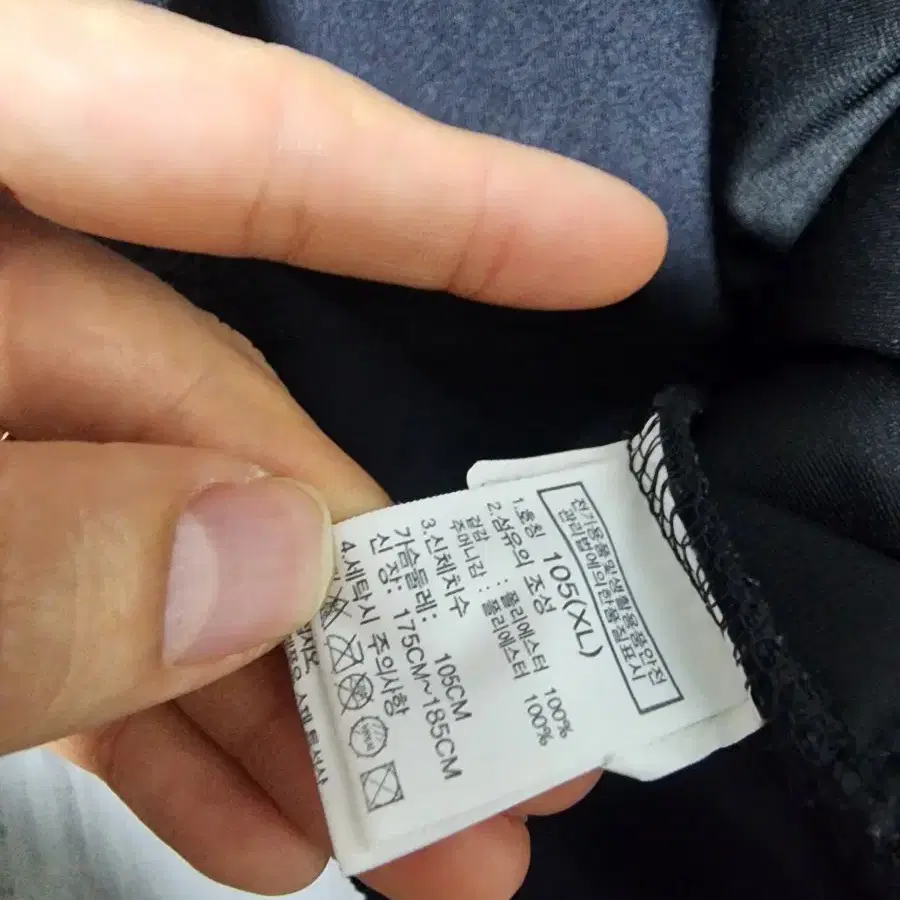 전기용품및생활용품안전
관리법에의한품질표시
1.호칭 105(XL)
2.섬유의 조성
겉감 : 폴리에스터 100%
주머니감 : 폴리에스터 100%
3.신체치수
가슴둘레: 105CM
신 장: 175CM~185CM
4.세탁시 주의사항